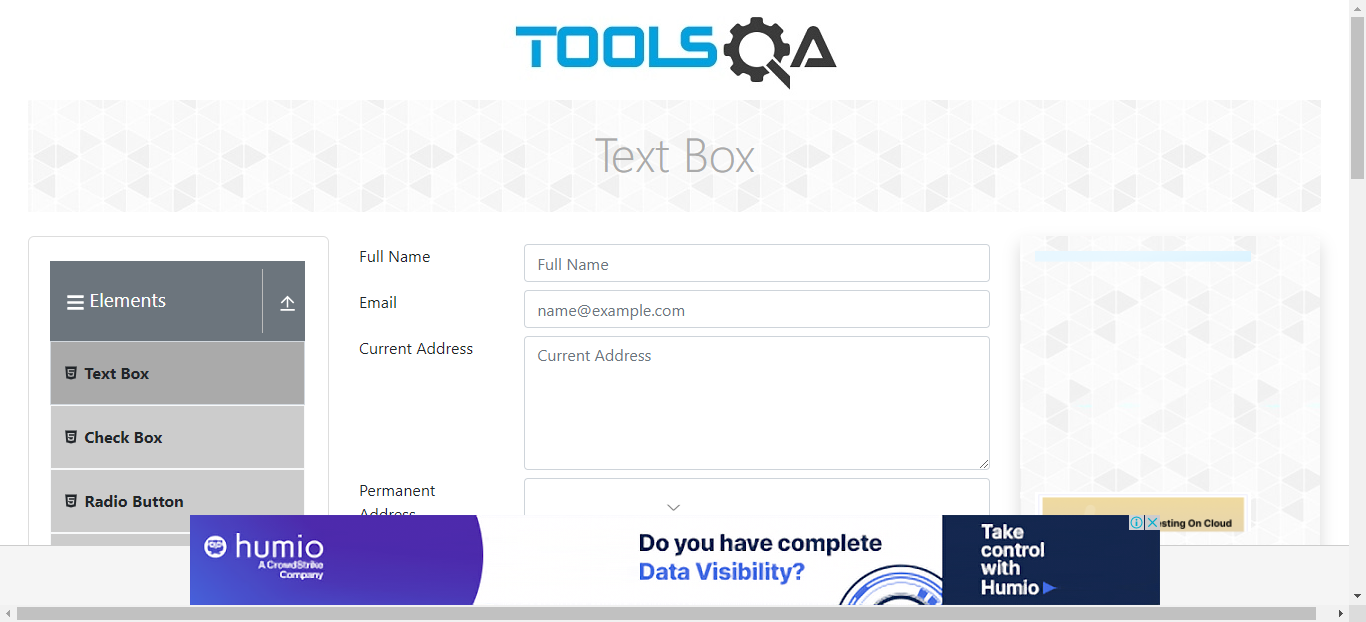 TOOLSQA
Text Box
Elements
Text Box
Check Box
Radio Button
Full Name
Full Name
Email
name@example.com
Current Address
Current Address
Permanent
Address
esting On Cloud
humio
A CrowdStrike
Company
Do you have complete
Data Visibility?
Take
control
with
Humio